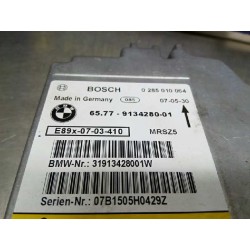 BOSCH 0 285 010 064
Made in Germany 07-05-30
65.77 - 9134280-01
E89x-07-03-410 MRSZ5
BMW-Nr.: 31913428001W
Serien-Nr.: 07B1505H0429Z